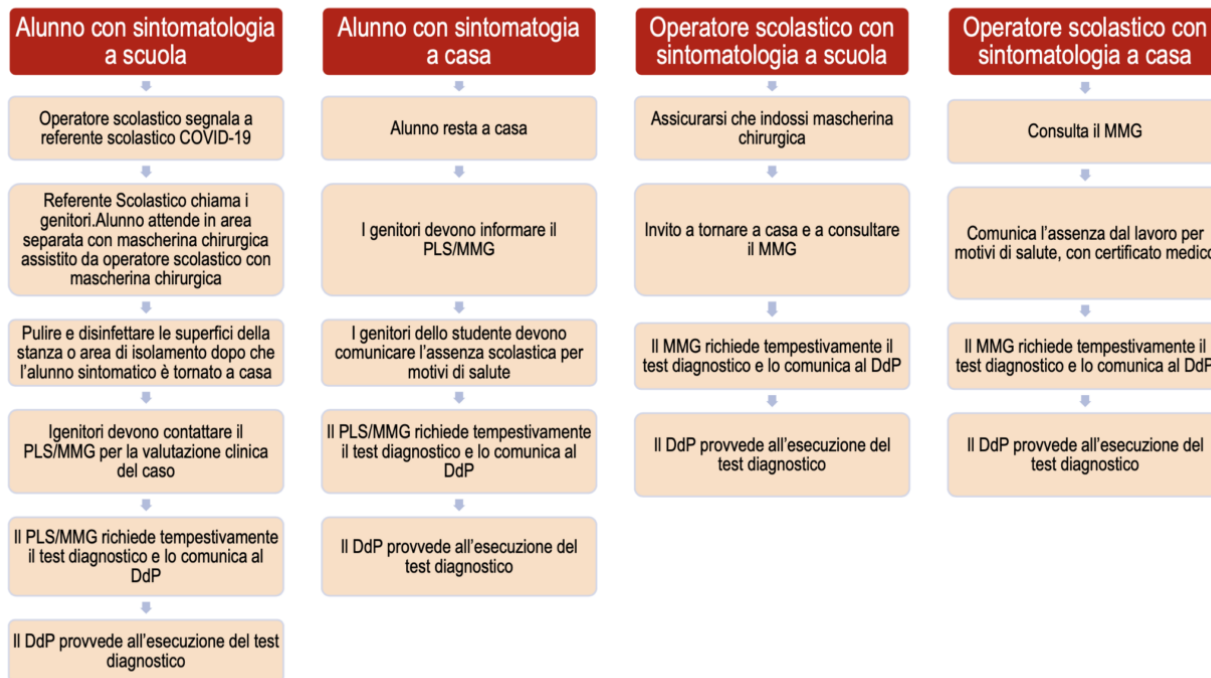 Alunno con sintomatologia
a scuola
Operatore scolastico segnala a
referente scolastico COVID-19
Referente Scolastico chiama i
genitori.Alunno attende in area
separata con mascherina chirurgica
assistito da operatore scolastico con
mascherina chirurgica
Pulire e disinfettare le superfici della
stanza o area di isolamento dopo che
l'alunno sintomatico è tornato a casa
Igenitori devono contattare il
PLS/MMG per la valutazione clinica
del caso
Il PLS/MMG richiede tempestivamente
il test diagnostico e lo comunica al
DdP
Il DdP provvede all'esecuzione del test
diagnostico
Alunno con sintomatogia
a casa
Alunno resta a casa
I genitori devono informare il
PLS/MMG
I genitori dello studente devono
comunicare l'assenza scolastica per
motivi di salute
Il PLS/MMG richiede tempestivamente
il test diagnostico e lo comunica al
DdP
Il DdP provvede all'esecuzione del
test diagnostico
Operatore scolastico con
sintomatologia a scuola
Assicurarsi che indossi mascherina
chirurgica
Invito a tornare a casa e a consultare
il MMG
Il MMG richiede tempestivamente il
test diagnostico e lo comunica al DdP
Il DdP provvede all'esecuzione del
test diagnostico
Operatore scolastico con
sintomatologia a casa
Consulta il MMG
Comunica l'assenza dal lavoro per
motivi di salute, con certificato medico
Il MMG richiede tempestivamente il
test diagnostico e lo comunica al DdP
Il DdP provvede all'esecuzione del
test diagnostico